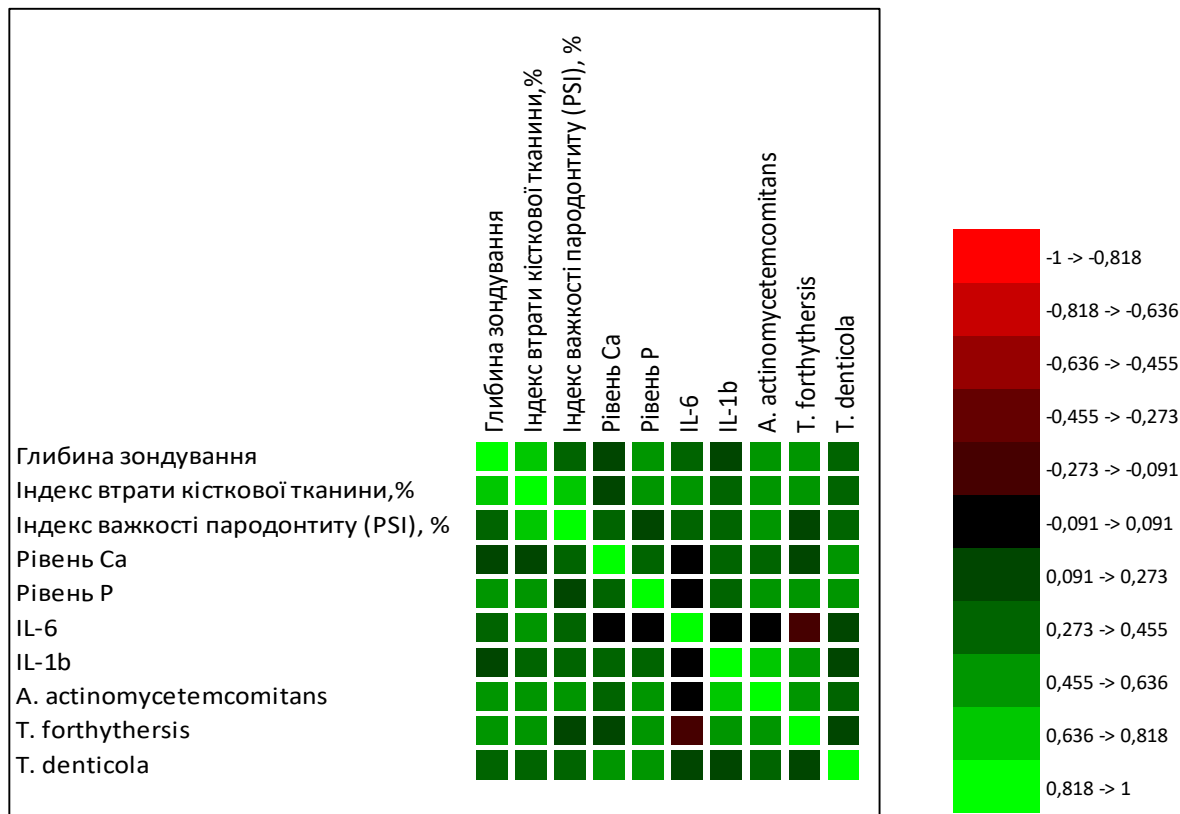 Глибина зондування
Індекс втрати кісткової тканини,%
Індекс важкості пародонтиту (PSI), %
Рівень Ca
Рівень P
IL-6
IL-1b
A. actinomycetemcomitans
T. forthythersis
T. denticola
Глибина зондування
Індекс втрати кісткової тканини,%
Індекс важкості пародонтиту (PSI), %
Рівень Ca
Рівень P
IL-6
IL-1b
A. actinomycetemcomitans
T. forthythersis
T. denticola
-1 -> -0,818
-0,818 -> -0,636
-0,636 -> -0,455
-0,455 -> -0,273
-0,273 -> -0,091
-0,091 -> 0,091
0,091 -> 0,273
0,273 -> 0,455
0,455 -> 0,636
0,636 -> 0,818
0,818 -> 1